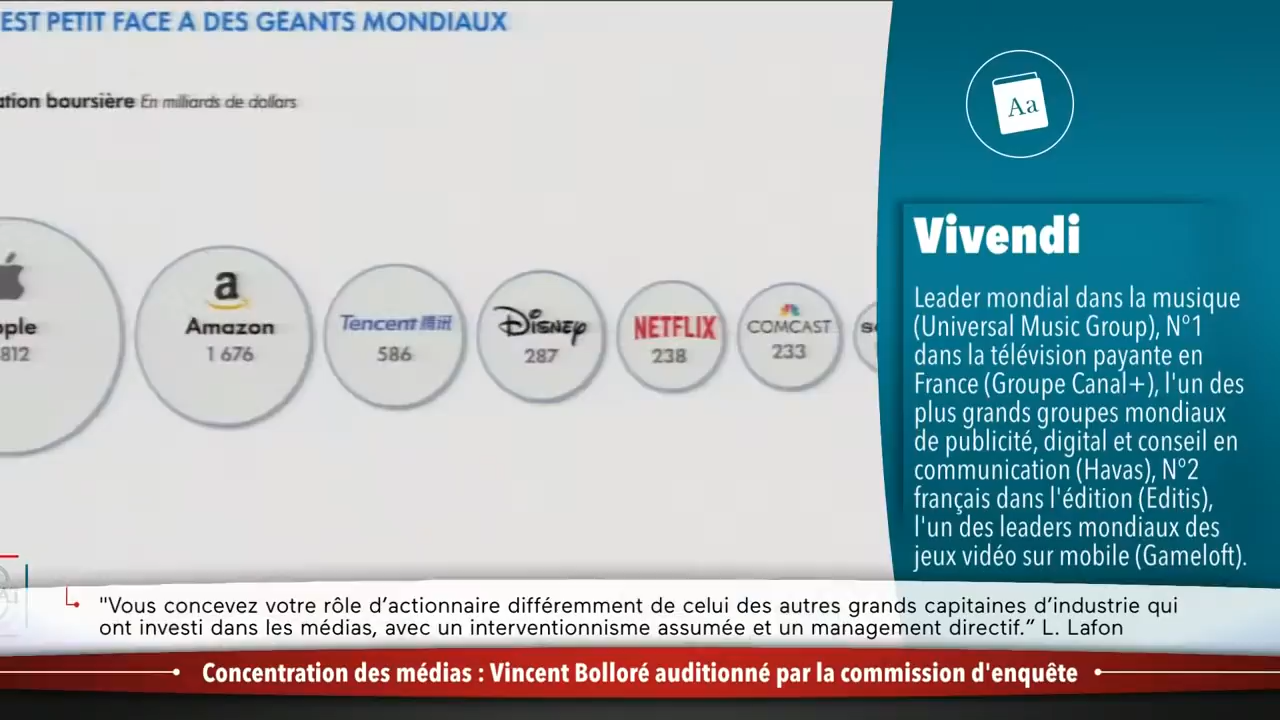 EST PETIT FACE A DES GÉANTS MONDIAUX
ation boursière En milliards de dollars
a
Amazon
1 676
Tencent 腾讯
586
DISNEY
287
NETFLIX
238
COMCAST
233
ple
812
Aa
Vivendi
Leader mondial dans la musique
(Universal Music Group), N°1
dans la télévision payante en
France (Groupe Canal+), l'un des
plus grands groupes mondiaux
de publicité, digital et conseil en
communication (Havas), N°2
français dans l'édition (Editis),
l'un des leaders mondiaux des
jeux vidéo sur mobile (Gameloft).
"Vous concevez votre rôle d’actionnaire différemment de celui des autres grands capitaines d’industrie qui
ont investi dans les médias, avec un interventionnisme assumée et un management directif.” L. Lafon
Concentration des médias : Vincent Bolloré auditionné par la commission d'enquête